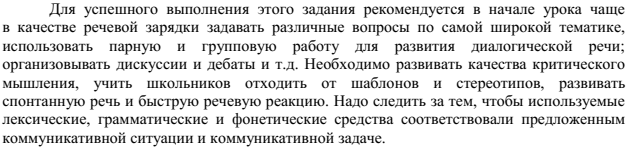 Для успешного выполнения этого задания рекомендуется в начале урока чаще
в качестве речевой зарядки задавать различные вопросы по самой широкой тематике,
использовать парную и групповую работу для развития диалогической речи;
организовывать дискуссии и дебаты и т.д. Необходимо развивать качества критического
мышления, учить школьников отходить от шаблонов и стереотипов, развивать
спонтанную речь и быструю речевую реакцию. Надо следить за тем, чтобы используемые
лексические, грамматические и фонетические средства соответствовали предложенным
коммуникативной ситуации и коммуникативной задаче.